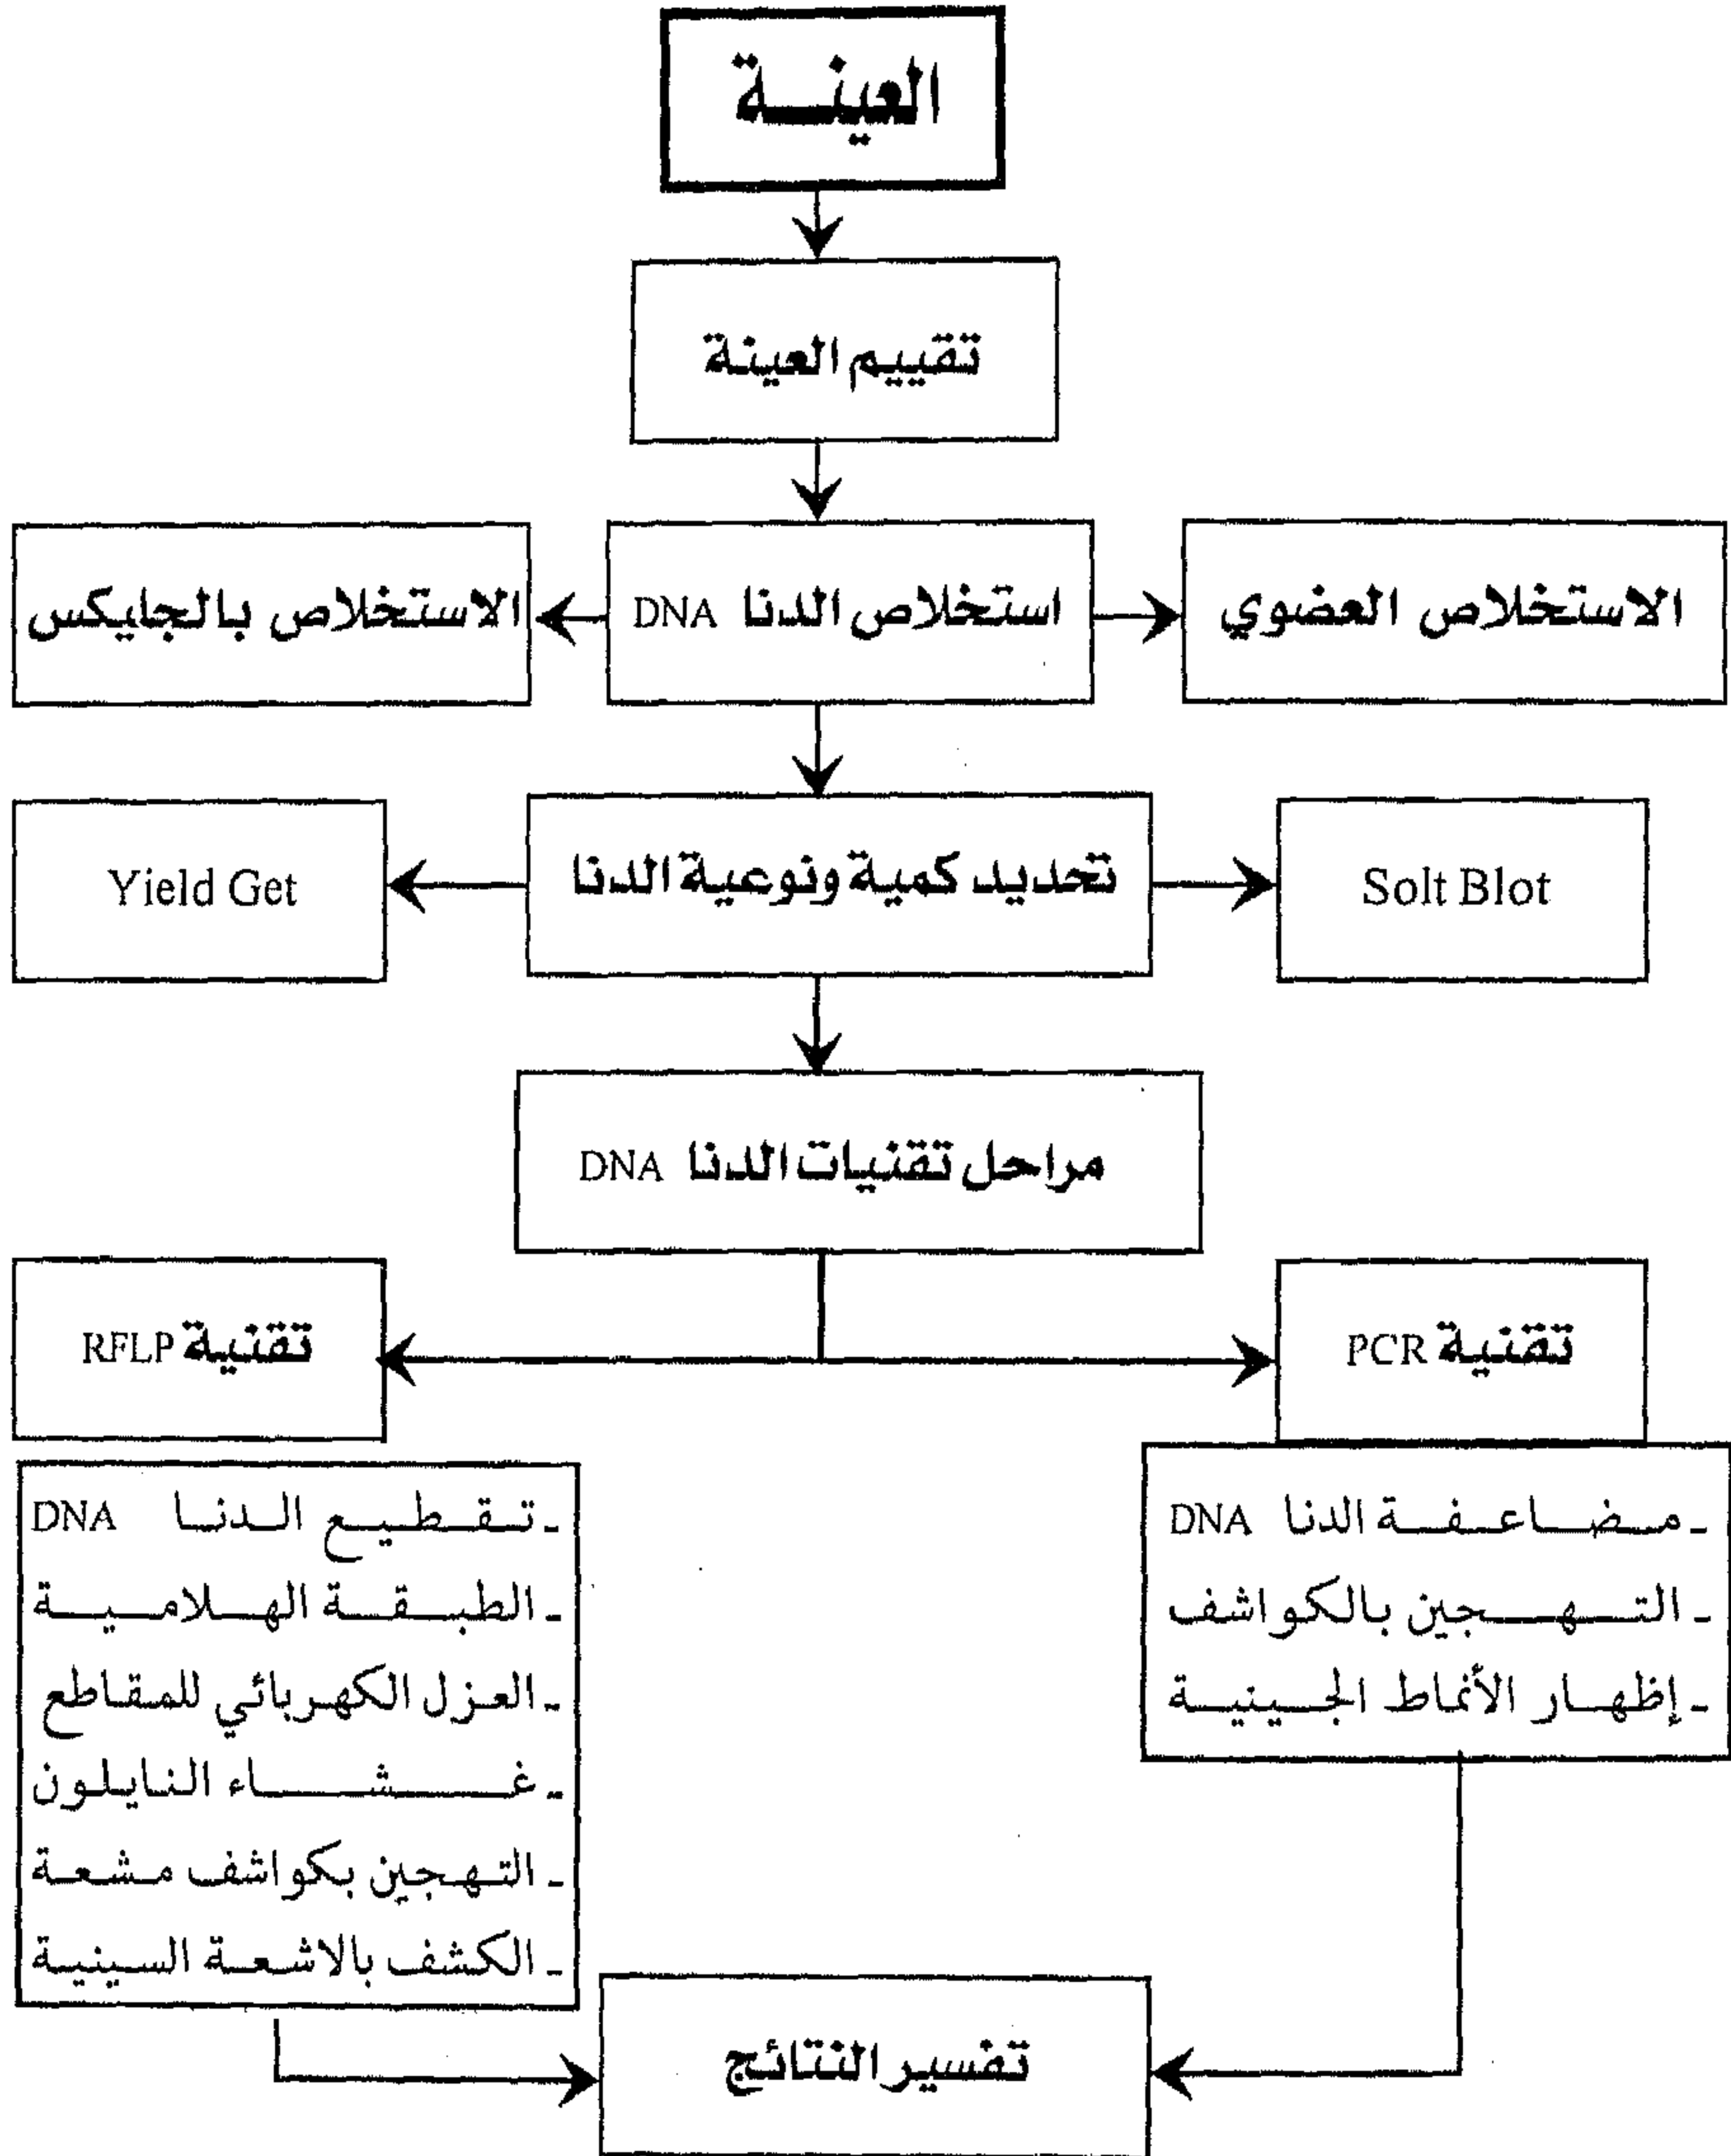 العينة
تقييم العينة
الاستخلاص العضوي
استخلاص الدنا DNA
الاستخلاص بالجليكس
Solt Blot
تحديد كمية ونوعية الدنا
Yield Get
مراحل تقنيات الدنا DNA
تقنية PCR
تقنية RFLP
- مضاعفة الدنا DNA
- التهجين بالكواشف
- إظهار الأنماط الجينية
- تقطيع الدنا DNA
- الطبقة الهلامية
- العزل الكهربائي للمقاطع
- غشاء النايلون
- التهجين بكواشف مشعة
- الكشف بالاشعة السينية
تفسير النتائج